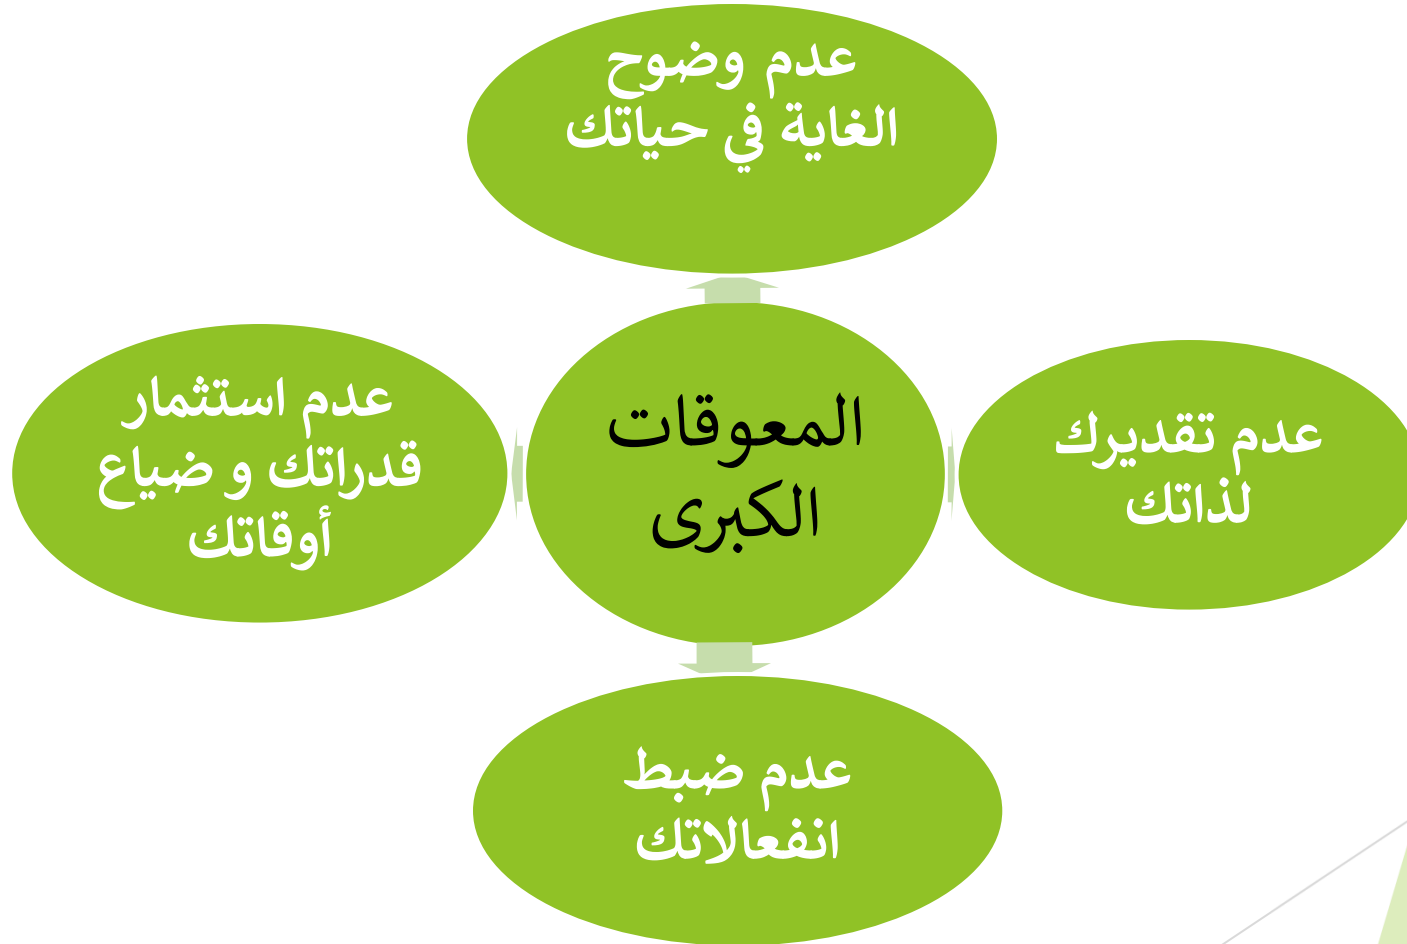 عدم وضوح
الغاية في حياتك
المعوقات
الكبرى
عدم تقديرك
لذاتك
عدم استثمار
قدراتك و ضياع
أوقاتك
عدم ضبط
انفعالاتك